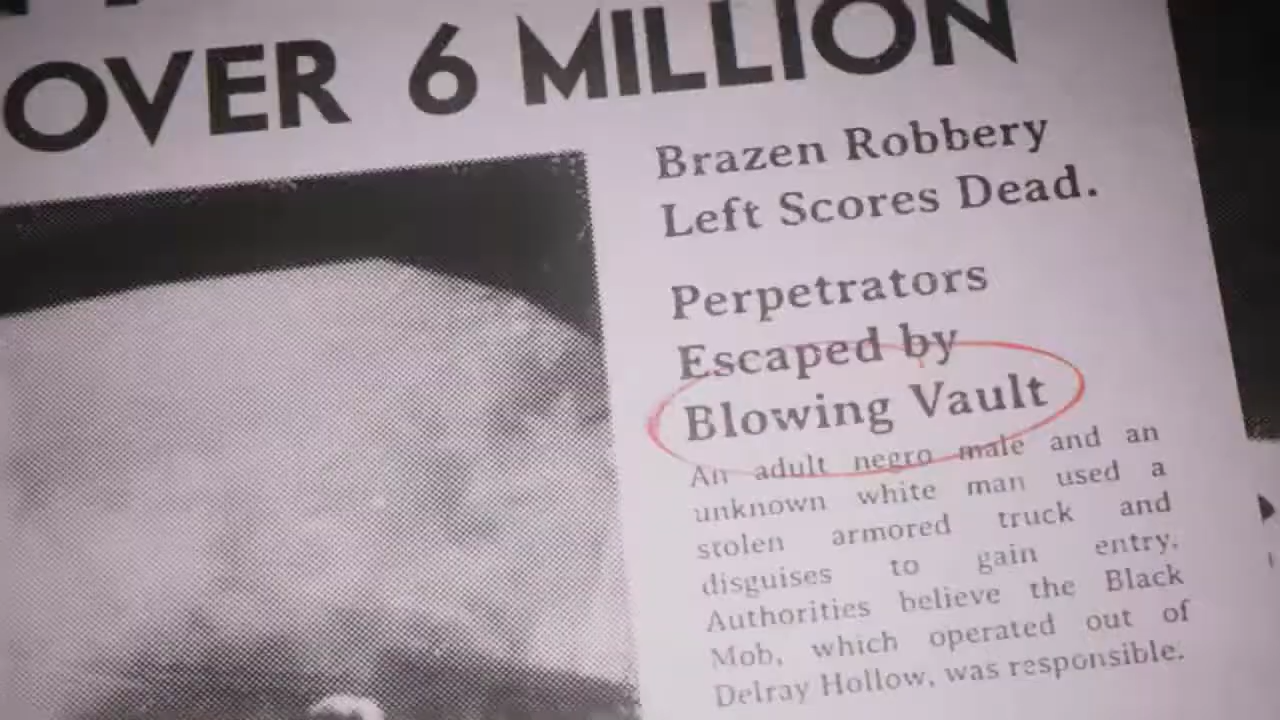 OVER 6 MILLION
Brazen Robbery
Left Scores Dead.
Perpetrators
Escaped by
Blowing Vault
An adult negro male and an
unknown white man used a
stolen armored truck and
disguises to gain entry.
Authorities believe the Black
Mob, which operated out of
Delray Hollow, was responsible.